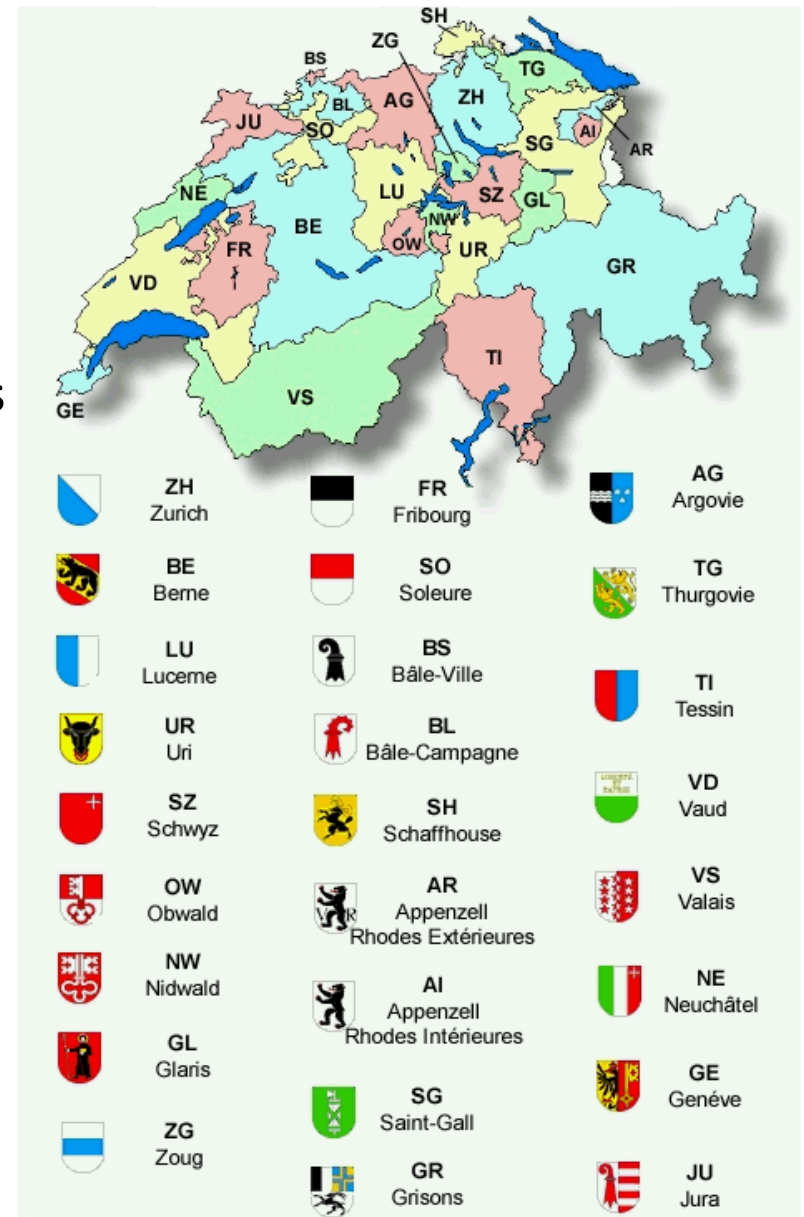 SH
ZG
BS
TG
BL
AG
ZH
JU
SO
SG
AI
AR
NE
LU
SZ
GL
BE
NW
FR
OW
UR
GR
VD
TI
VS
GE
s
ZH
Zurich
BE
Berne
LU
Lucerne
UR
Uri
SZ
Schwyz
OW
Obwald
NW
Nidwald
GL
Glaris
ZG
Zoug
FR
Fribourg
SO
Soleure
BS
Bâle-Ville
BL
Bâle-Campagne
SH
Schaffhouse
V R
AR
Appenzell
Rhodes Extérieures
AI
Appenzell
Rhodes Intérieures
SG
Saint-Gall
GR
Grisons
AG
Argovie
TG
Thurgovie
TI
Tessin
VD
Vaud
VS
Valais
NE
Neuchâtel
GE
Genéve
JU
Jura